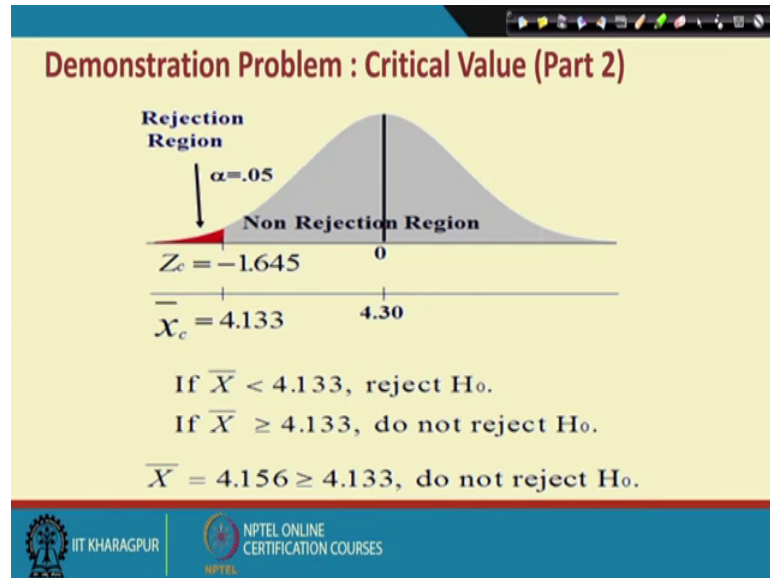 Demonstration Problem : Critical Value (Part 2)
Rejection
Region
α=.05
Non Rejection Region
Zc = −1.645
0
x̄c = 4.133
4.30
If X̄ < 4.133, reject H₀.
If X̄ ≥ 4.133, do not reject H₀.
X̄ = 4.156 ≥ 4.133, do not reject H₀.
IIT KHARAGPUR
NPTEL
NPTEL ONLINE
CERTIFICATION COURSES